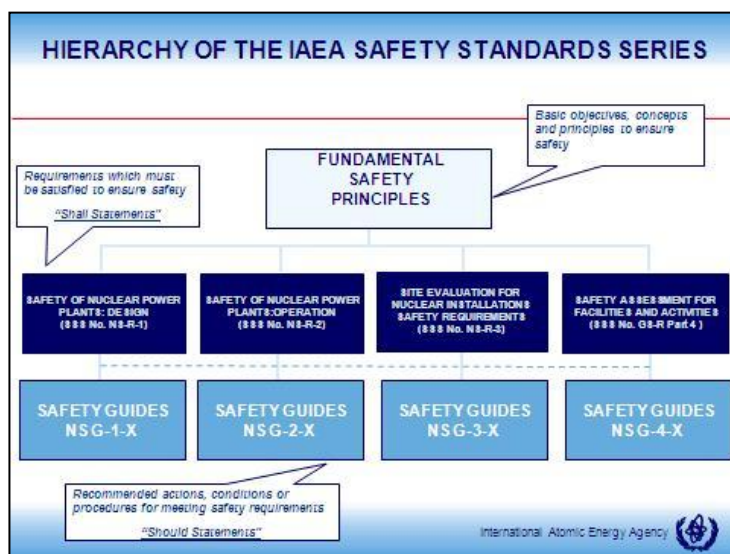 HIERARCHY OF THE IAEA SAFETY STANDARDS SERIES
Basic objectives, concepts
and principles to ensure
safety
FUNDAMENTAL
SAFETY
PRINCIPLES
Requirements which must
be satisfied to ensure safety
"Shall Statements"
SAFETY OF NUCLEAR POWER
PLANTS: DESIGN
(SSS No. NS-R-1)
SAFETY OF NUCLEAR POWER
PLANTS:OPERATION
(SSS No. NS-R-2)
SITE EVALUATION FOR
NUCLEAR INSTALLATIONS
SAFETY REQUIREMENTS
(SSS No. NS-R-3)
SAFETY ASSESSMENT FOR
FACILITIES AND ACTIVITIES
(SSS No. GS-R Part 4 )
SAFETY GUIDES
NSG-1-X
SAFETY GUIDES
NSG-2-X
SAFETY GUIDES
NSG-3-X
SAFETY GUIDES
NSG-4-X
Recommended actions, conditions or
procedures for meeting safety requirements
"Should Statements"
International Atomic Energy Agency